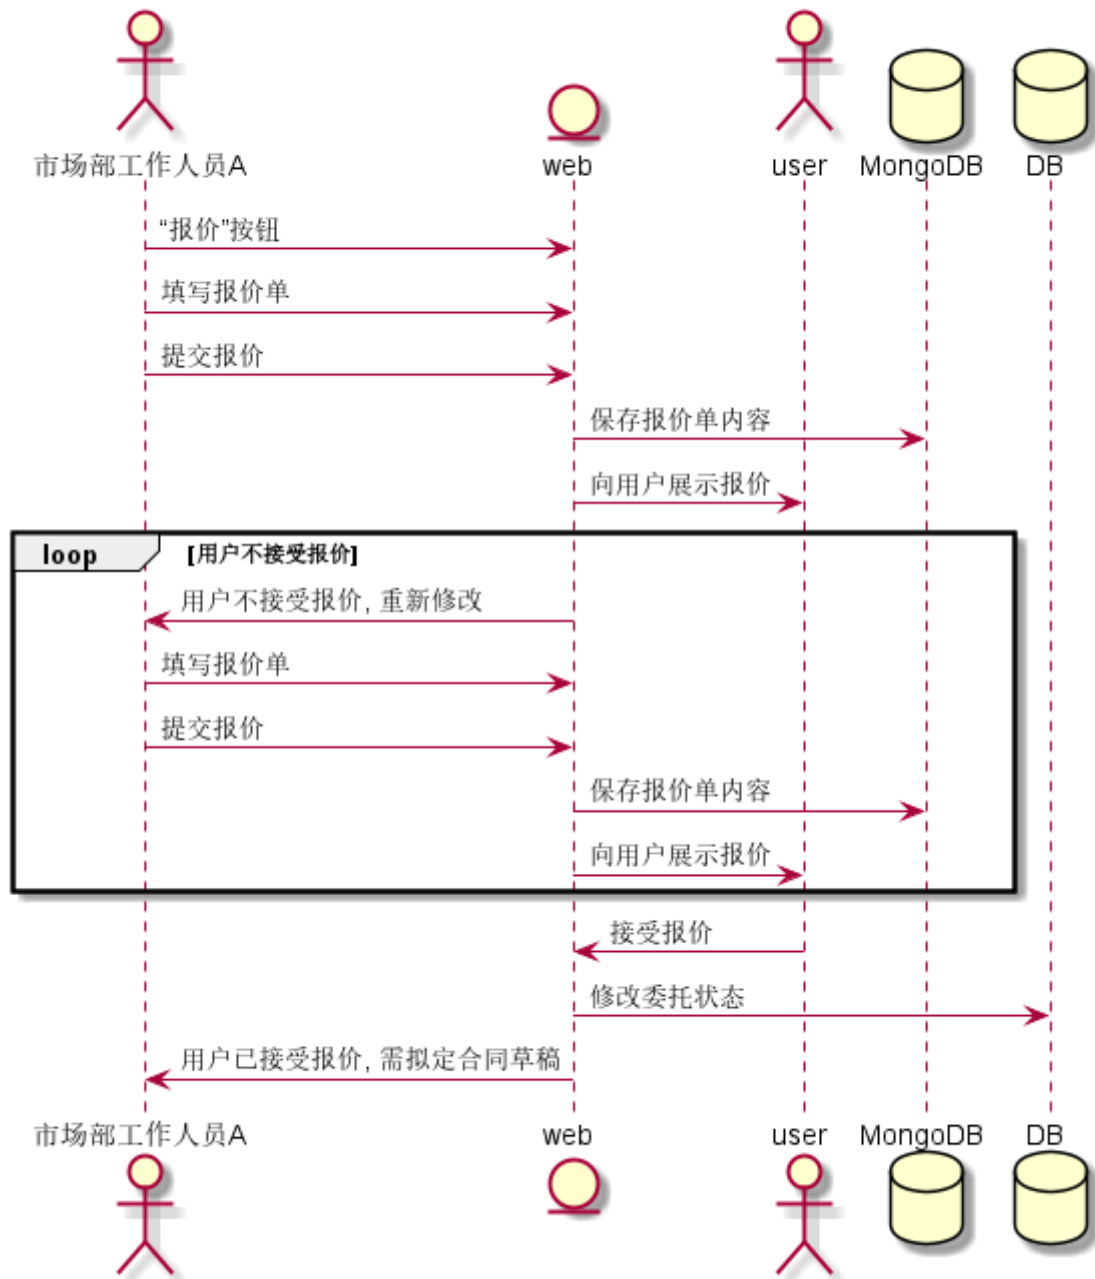 市场部工作人员A
web
user
MongoDB
DB
“报价”按钮
填写报价单
提交报价
保存报价单内容
向用户展示报价
loop
[用户不接受报价]
用户不接受报价, 重新修改
填写报价单
提交报价
保存报价单内容
向用户展示报价
接受报价
修改委托状态
用户已接受报价, 需拟定合同草稿
市场部工作人员A
web
user
MongoDB
DB